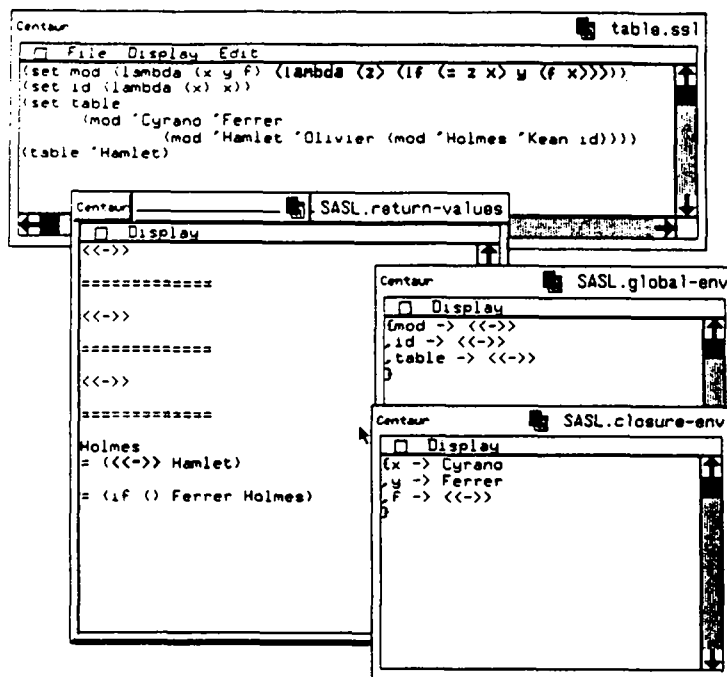 Centaur table.ssl
File Display Edit
(set mod (lambda (x y f) (lambda (z) (if (= z x) y (f x)))))
(set id (lambda (x) x))
(set table
(mod 'Cyrano 'Ferrer
(mod 'Hamlet 'Olivier (mod 'Holmes 'Kean id))))
(table 'Hamlet)
Centaur SASL.return-values
Display
<<->>
=============
<<->>
=============
<<->>
=============
Holmes
= (<<->> Hamlet)
= (if () Ferrer Holmes)
Centaur SASL.global-env
Display
{mod -> <<->>
,id -> <<->>
,table -> <<->>
}
Centaur SASL.closure-env
Display
{x -> Cyrano
,y -> Ferrer
,f -> <<->>
}